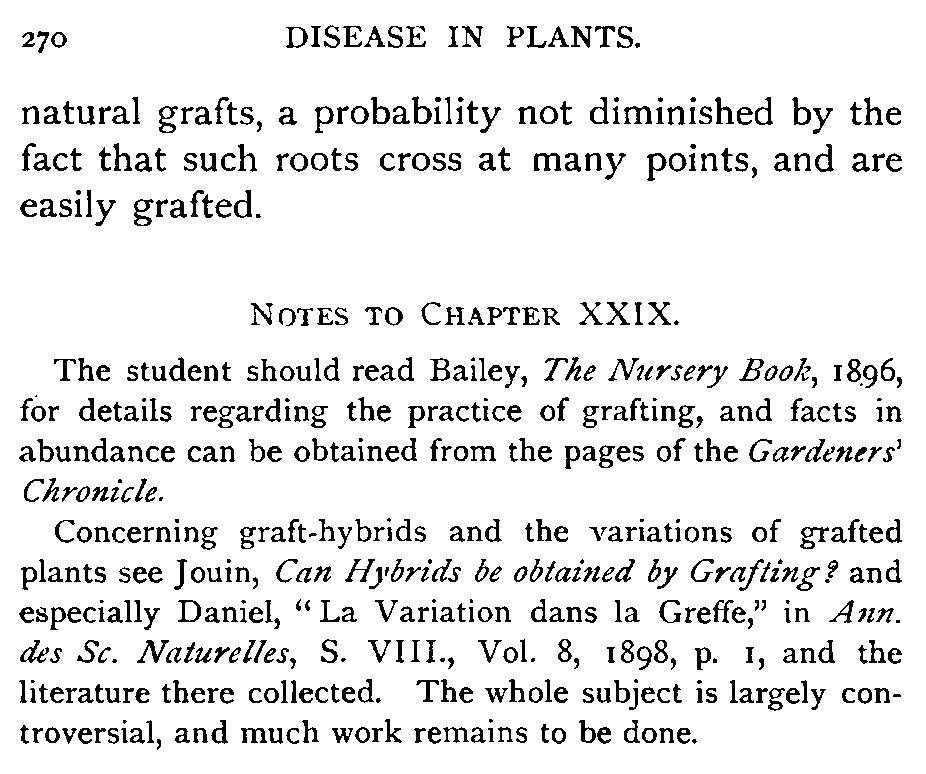 270 DISEASE IN PLANTS.
natural grafts, a probability not diminished by the
fact that such roots cross at many points, and are
easily grafted.
NOTES TO CHAPTER XXIX.
The student should read Bailey, The Nursery Book, 1896,
for details regarding the practice of grafting, and facts in
abundance can be obtained from the pages of the Gardeners'
Chronicle.
Concerning graft-hybrids and the variations of grafted
plants see Jouin, Can Hybrids be obtained by Grafting? and
especially Daniel, "La Variation dans la Greffe," in Ann.
des Sc. Naturelles, S. VIII., Vol. 8, 1898, p. 1, and the
literature there collected. The whole subject is largely con-
troversial, and much work remains to be done.